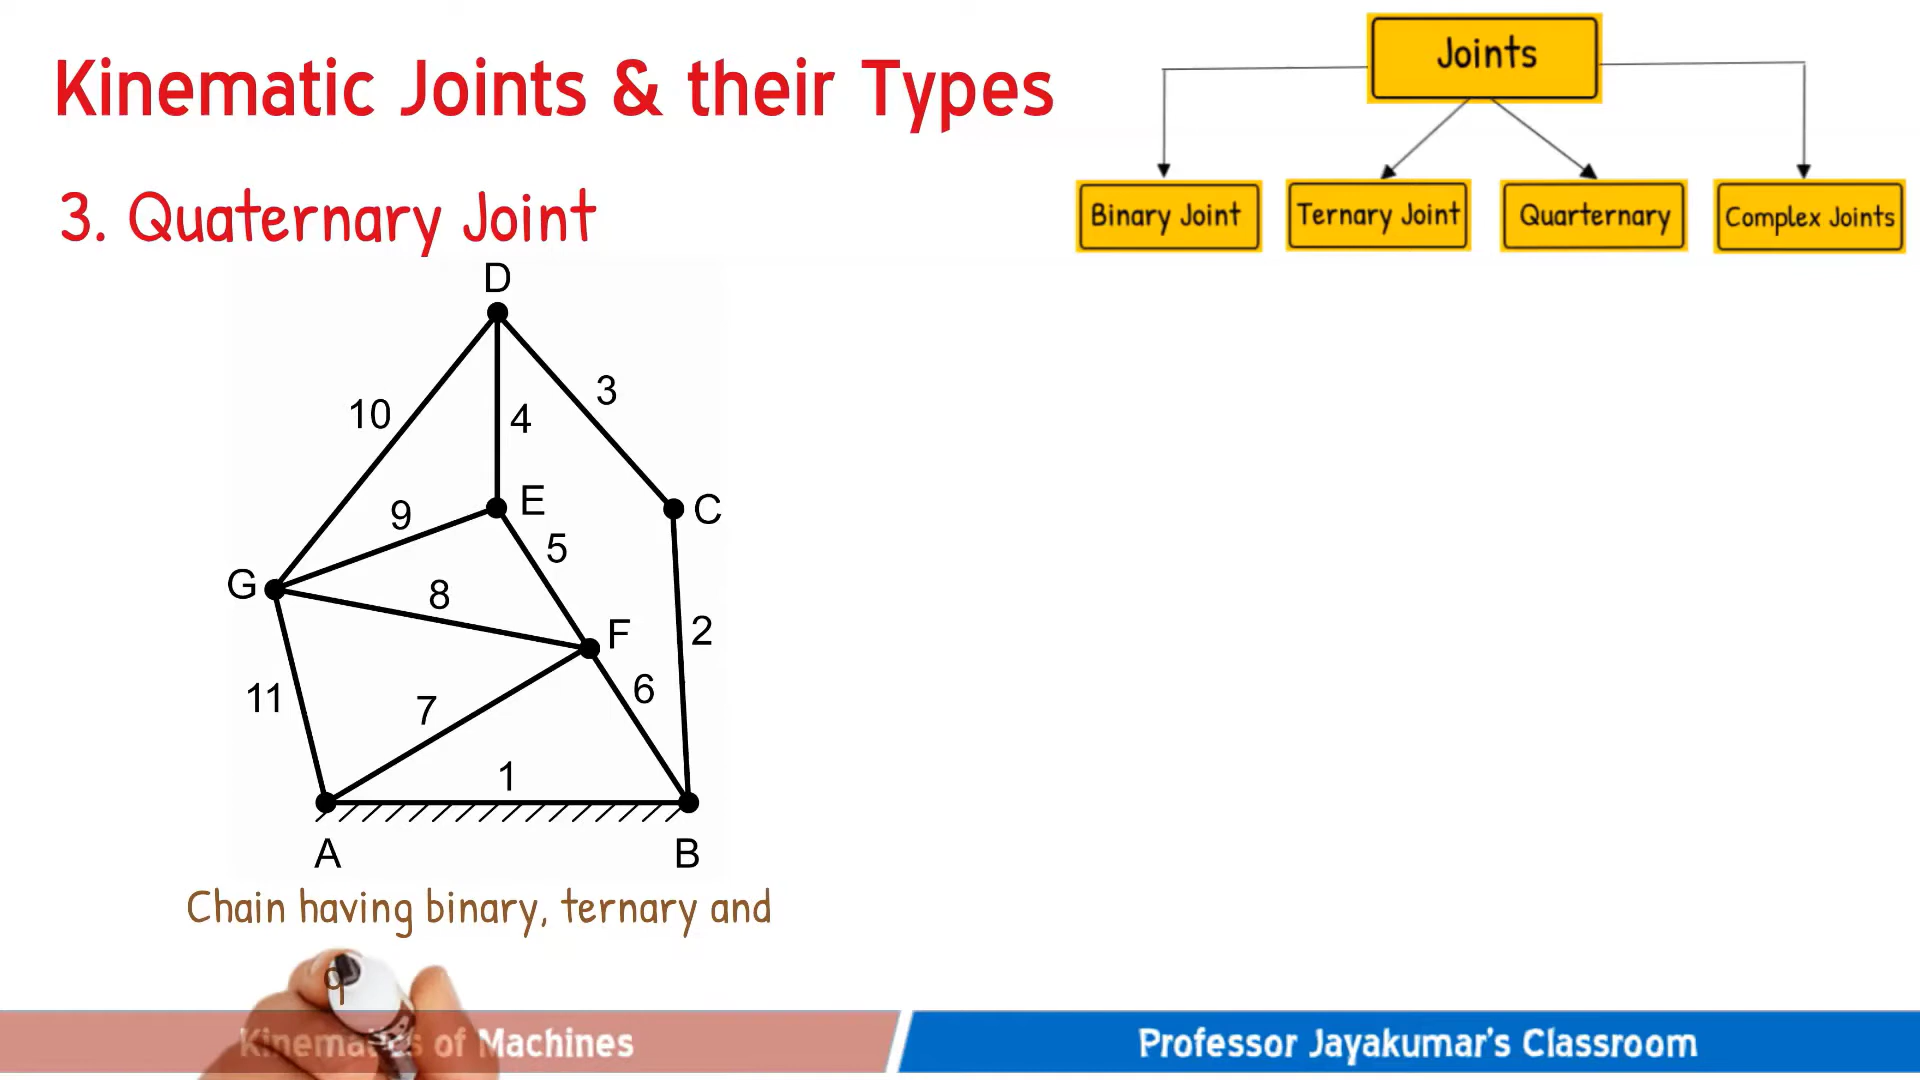 Kinematic Joints & their Types
Joints
Binary Joint
Ternary Joint
Quarternary
Complex Joints
3. Quaternary Joint
D
3
10
4
E
C
9
5
G
8
F
2
11
6
7
1
A
B
Chain having binary, ternary and
q
Kinematics of Machines
Professor Jayakumar's Classroom